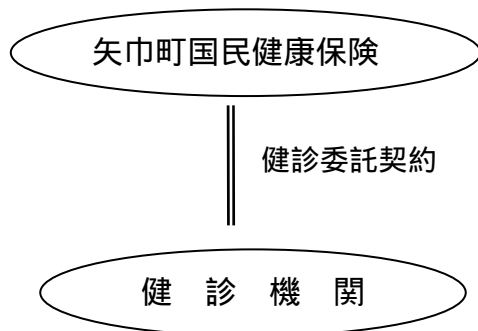 矢巾町国民健康保険
健診委託契約
健　診　機　関